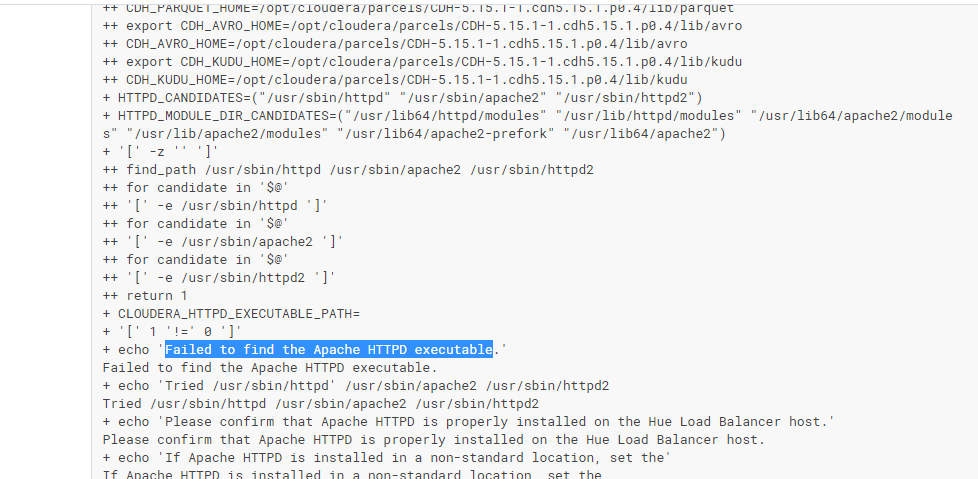 ++ CDH_PARQUET_HOME=/opt/cloudera/parcels/CDH-5.15.1-1.cdh5.15.1.p0.4/lib/parquet
++ export CDH_AVRO_HOME=/opt/cloudera/parcels/CDH-5.15.1-1.cdh5.15.1.p0.4/lib/avro
++ CDH_AVRO_HOME=/opt/cloudera/parcels/CDH-5.15.1-1.cdh5.15.1.p0.4/lib/avro
++ export CDH_KUDU_HOME=/opt/cloudera/parcels/CDH-5.15.1-1.cdh5.15.1.p0.4/lib/kudu
++ CDH_KUDU_HOME=/opt/cloudera/parcels/CDH-5.15.1-1.cdh5.15.1.p0.4/lib/kudu
+ HTTPD_CANDIDATES=("/usr/sbin/httpd" "/usr/sbin/apache2" "/usr/sbin/httpd2")
+ HTTPD_MODULE_DIR_CANDIDATES=("/usr/lib64/httpd/modules" "/usr/lib/httpd/modules" "/usr/lib64/apache2/module
s" "/usr/lib/apache2/modules" "/usr/lib64/apache2-prefork" "/usr/lib64/apache2")
+ '[' -z '' ']'
++ find_path /usr/sbin/httpd /usr/sbin/apache2 /usr/sbin/httpd2
++ for candidate in '$@'
++ '[' -e /usr/sbin/httpd ']'
++ for candidate in '$@'
++ '[' -e /usr/sbin/apache2 ']'
++ for candidate in '$@'
++ '[' -e /usr/sbin/httpd2 ']'
++ return 1
+ CLOUDERA_HTTPD_EXECUTABLE_PATH=
+ '[' 1 '!=' 0 ']'
+ echo 'Failed to find the Apache HTTPD executable.'
Failed to find the Apache HTTPD executable.
+ echo 'Tried /usr/sbin/httpd' /usr/sbin/apache2 /usr/sbin/httpd2
Tried /usr/sbin/httpd /usr/sbin/apache2 /usr/sbin/httpd2
+ echo 'Please confirm that Apache HTTPD is properly installed on the Hue Load Balancer host.'
Please confirm that Apache HTTPD is properly installed on the Hue Load Balancer host.
+ echo 'If Apache HTTPD is installed in a non-standard location, set the'
If Apache HTTPD is installed in a non-standard location, set the